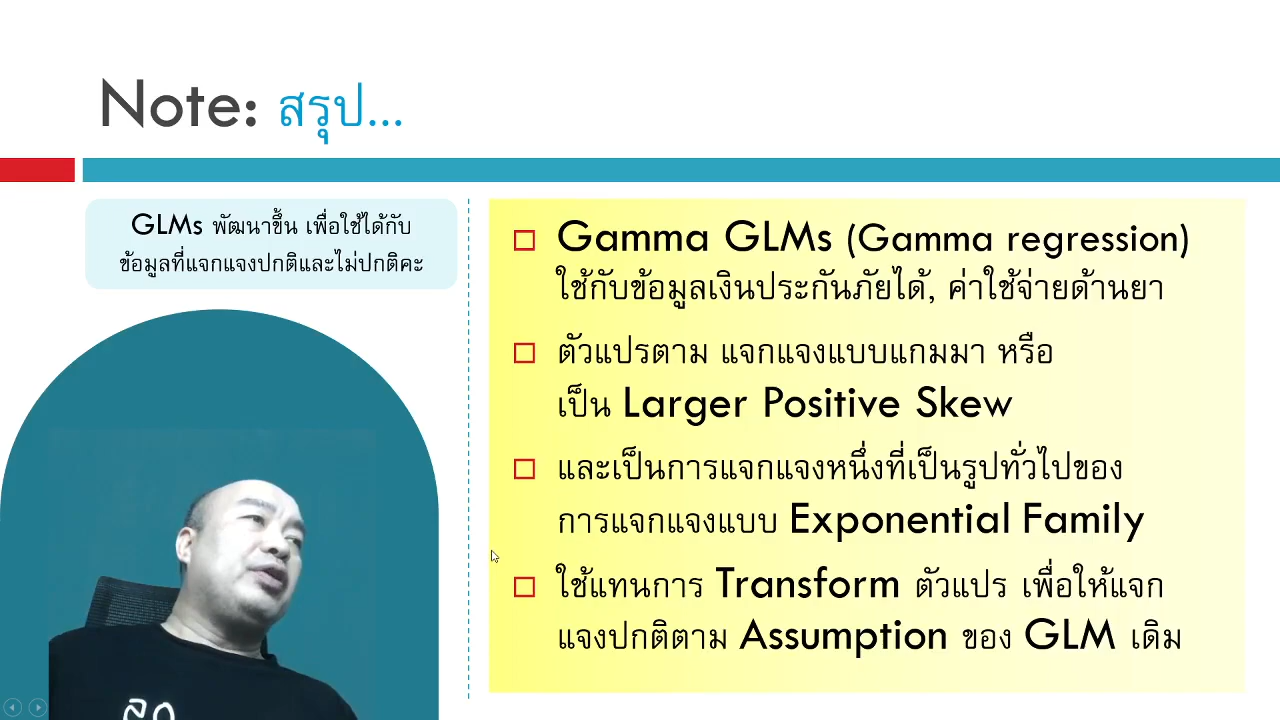 Note: สรุป...
GLMs พัฒนาขึ้น เพื่อใช้ได้กับ
ข้อมูลที่แจกแจงปกติและไม่ปกติคะ
Gamma GLMs (Gamma regression)
ใช้กับข้อมูลเงินประกันภัยได้, ค่าใช้จ่ายด้านยา
ตัวแปรตาม แจกแจงแบบแกมมา หรือ
เป็น Larger Positive Skew
และเป็นการแจกแจงหนึ่งที่เป็นรูปทั่วไปของ
การแจกแจงแบบ Exponential Family
ใช้แทนการ Transform ตัวแปร เพื่อให้แจก
แจงปกติตาม Assumption ของ GLM เดิม